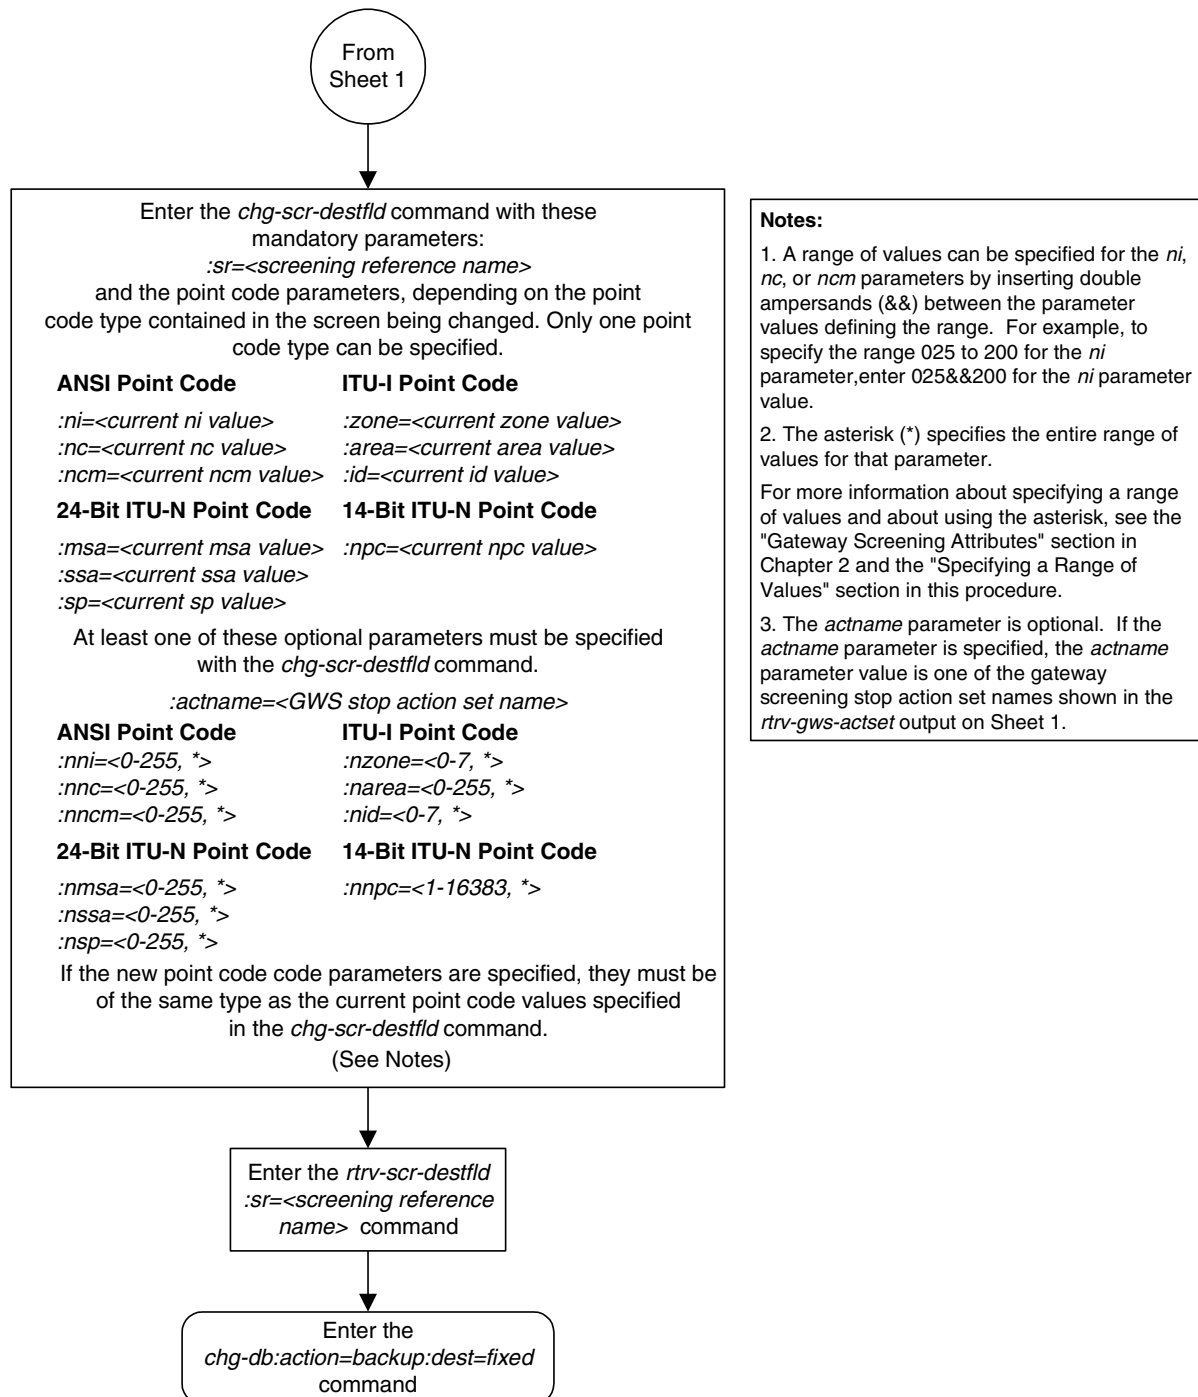 From
Sheet 1
Enter the chg-scr-destfld command with these
mandatory parameters:
:sr=<screening reference name>
and the point code parameters, depending on the point
code type contained in the screen being changed. Only one point
code type can be specified.
ANSI Point Code ITU-I Point Code
:ni=<current ni value> :zone=<current zone value>
:nc=<current nc value> :area=<current area value>
:ncm=<current ncm value> :id=<current id value>
24-Bit ITU-N Point Code 14-Bit ITU-N Point Code
:msa=<current msa value> :npc=<current npc value>
:ssa=<current ssa value>
:sp=<current sp value>
At least one of these optional parameters must be specified
with the chg-scr-destfld command.
:actname=<GWS stop action set name>
ANSI Point Code ITU-I Point Code
:nni=<0-255, *> :nzone=<0-7, *>
:nnc=<0-255, *> :narea=<0-255, *>
:nncm=<0-255, *> :nid=<0-7, *>
24-Bit ITU-N Point Code 14-Bit ITU-N Point Code
:nmsa=<0-255, *> :nnpc=<1-16383, *>
:nssa=<0-255, *>
:nsp=<0-255, *>
If the new point code code parameters are specified, they must be
of the same type as the current point code values specified
in the chg-scr-destfld command.
(See Notes)
Notes:
1. A range of values can be specified for the ni,
nc, or ncm parameters by inserting double
ampersands (&&) between the parameter
values defining the range. For example, to
specify the range 025 to 200 for the ni
parameter,enter 025&&200 for the ni parameter
value.
2. The asterisk (*) specifies the entire range of
values for that parameter.
For more information about specifying a range
of values and about using the asterisk, see the
"Gateway Screening Attributes" section in
Chapter 2 and the "Specifying a Range of
Values" section in this procedure.
3. The actname parameter is optional. If the
actname parameter is specified, the actname
parameter value is one of the gateway
screening stop action set names shown in the
rtrv-gws-actset output on Sheet 1.
Enter the rtrv-scr-destfld
:sr=<screening reference
name> command
Enter the
chg-db:action=backup:dest=fixed
command